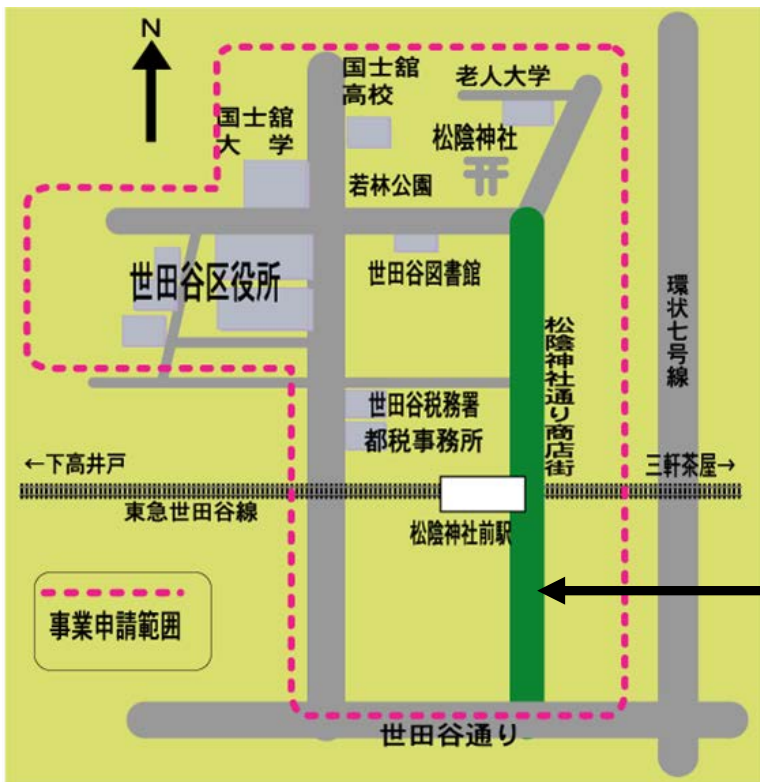 N
国士舘
高校
老人大学
国士舘
大　学
松陰神社
若林公園
世田谷区役所
世田谷図書館
環状七号線
松陰神社通り商店街
世田谷税務署
都税事務所
←下高井戸
三軒茶屋→
東急世田谷線
松陰神社前駅
事業申請範囲
世田谷通り